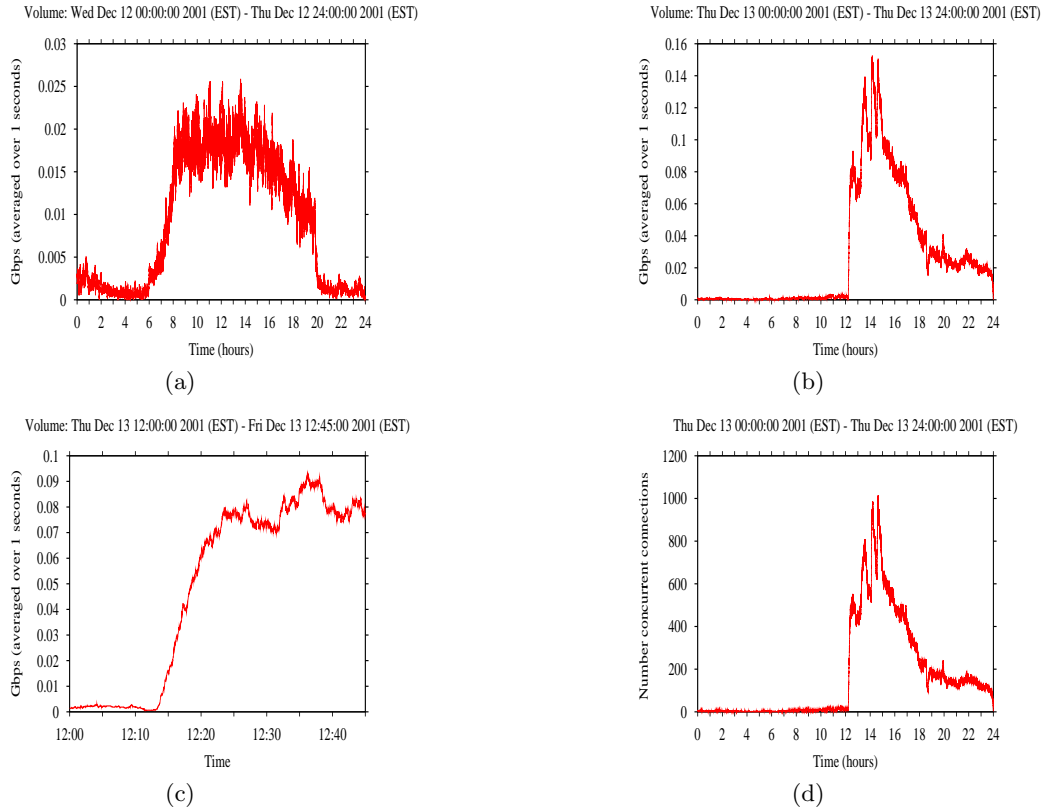 Volume: Wed Dec 12 00:00:00 2001 (EST) - Thu Dec 12 24:00:00 2001 (EST)
Gbps (averaged over 1 seconds)
0.03
0.025
0.02
0.015
0.01
0.005
0
0 2 4 6 8 10 12 14 16 18 20 22 24
Time (hours)
(a)
Volume: Thu Dec 13 00:00:00 2001 (EST) - Thu Dec 13 24:00:00 2001 (EST)
Gbps (averaged over 1 seconds)
0.16
0.14
0.12
0.1
0.08
0.06
0.04
0.02
0
0 2 4 6 8 10 12 14 16 18 20 22 24
Time (hours)
(b)
Volume: Thu Dec 13 12:00:00 2001 (EST) - Fri Dec 13 12:45:00 2001 (EST)
Gbps (averaged over 1 seconds)
0.1
0.09
0.08
0.07
0.06
0.05
0.04
0.03
0.02
0.01
0
12:00 12:10 12:20 12:30 12:40
Time
(c)
Thu Dec 13 00:00:00 2001 (EST) - Thu Dec 13 24:00:00 2001 (EST)
Number concurrent connections
1200
1000
800
600
400
200
0
0 2 4 6 8 10 12 14 16 18 20 22 24
Time (hours)
(d)